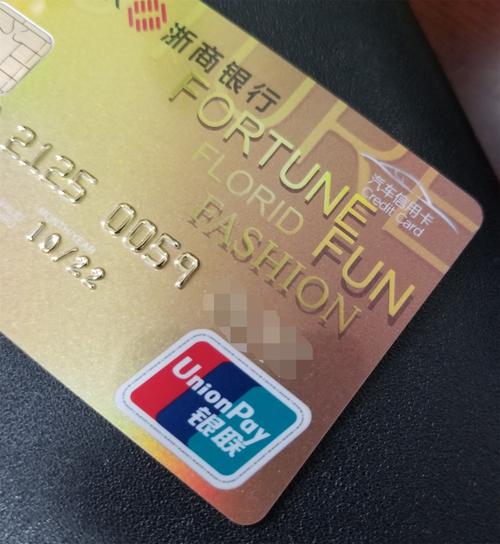 浙商银行
FORTUNE
FLORID FUN
FASHION
汽车信用卡
Credit Card
2125 0059
10/22
UnionPay
银联